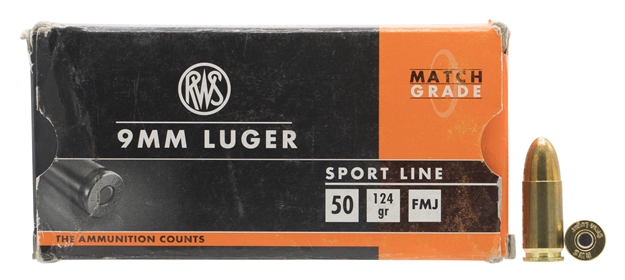 RWS
9MM LUGER
MATCH
GRADE
SPORT LINE
50
124
gr
FMJ
THE AMMUNITION COUNTS